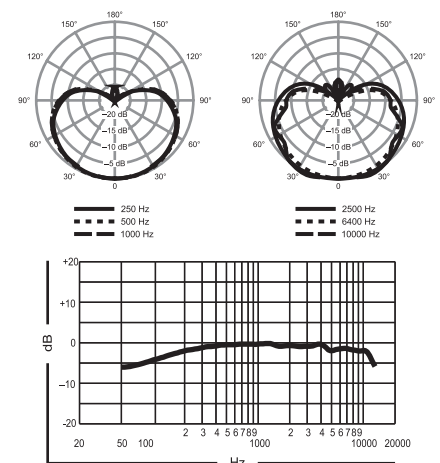 180°
150° 150°
120° 120°
90° 90°
60° 60°
30° 30°
0
–20 dB
–15 dB
–10 dB
–5 dB
250 Hz
500 Hz
1000 Hz
180°
150° 150°
120° 120°
90° 90°
60° 60°
30° 30°
0
–20 dB
–15 dB
–10 dB
–5 dB
2500 Hz
6400 Hz
10000 Hz
+20
+10
0
–10
-20
dB
2 3 4 5 6 7 8 9 2 3 4 5 6 7 8 9
20 50 100 1000 10000 20000
Hz